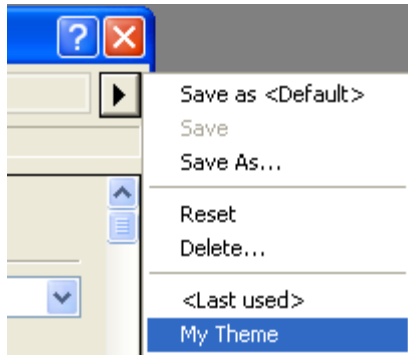 ?
Save as <Default>
Save
Save As...
Reset
Delete...
<Last used>
My Theme